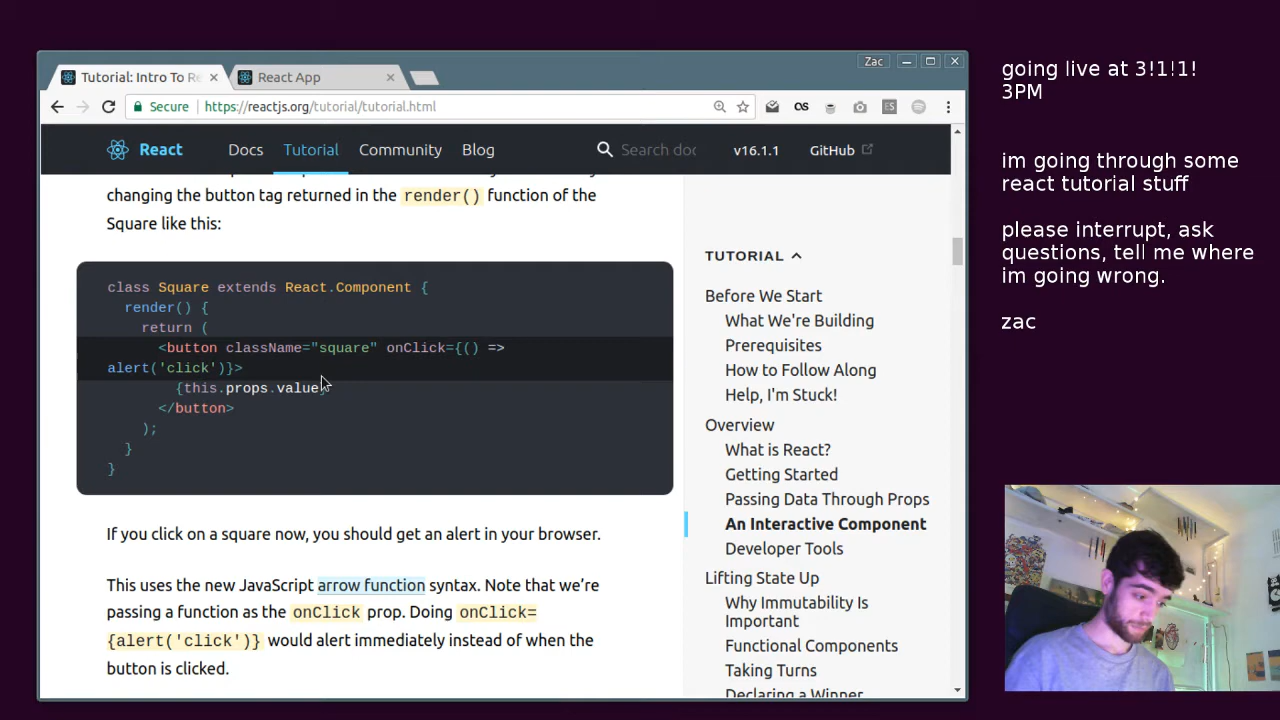 going live at 3!1!1!
3PM
im going through some
react tutorial stuff
please interrupt, ask
questions, tell me where
im going wrong.
zac
Zac
Tutorial: Intro To Re
React App
Secure
https://reactjs.org/tutorial/tutorial.html
OS
ES
React
Docs
Tutorial
Community
Blog
Search doc
v16.1.1
GitHub
changing the button tag returned in the render() function of the
Square like this:
class Square extends React.Component {
render() {
return (
<button className="square" onClick={() =>
alert('click')}>
{this.props.value}
</button>
);
}
}
If you click on a square now, you should get an alert in your browser.
This uses the new JavaScript arrow function syntax. Note that we're
passing a function as the onClick prop. Doing onClick=
{alert('click')} would alert immediately instead of when the
button is clicked.
TUTORIAL
Before We Start
What We're Building
Prerequisites
How to Follow Along
Help, I'm Stuck!
Overview
What is React?
Getting Started
Passing Data Through Props
An Interactive Component
Developer Tools
Lifting State Up
Why Immutability Is
Important
Functional Components
Taking Turns
Declaring a Winner